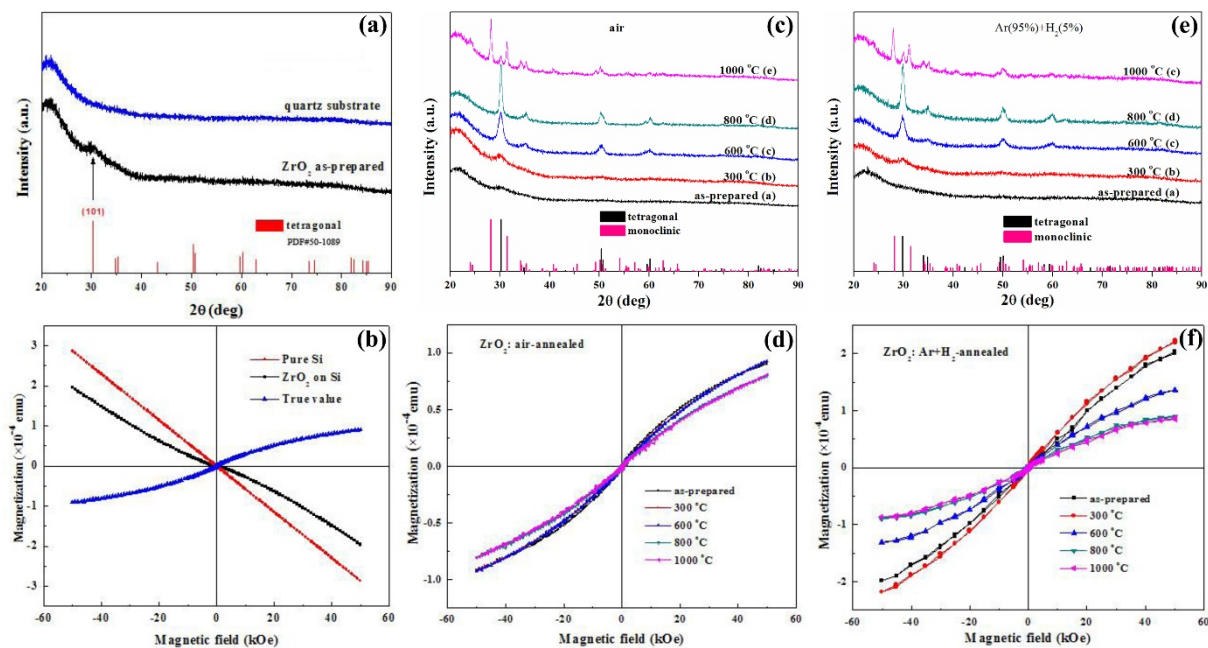 (a)
quartz substrate
ZrO2 as-prepared
(101)
tetragonal
PDF#50-1089
Intensity (a.u.)
20 30 40 50 60 70 80 90
2θ (deg)
(c)
air
1000 °C (e)
800 °C (d)
600 °C (c)
300 °C (b)
as-prepared (a)
tetragonal
monoclinic
Intensity (a.u.)
20 30 40 50 60 70 80 90
2θ (deg)
(e)
Ar(95%)+H2(5%)
1000 °C (e)
800 °C (d)
600 °C (c)
300 °C (b)
as-prepared (a)
tetragonal
monoclinic
Intensity (a.u.)
20 30 40 50 60 70 80 90
2θ (deg)
(b)
Pure Si
ZrO2 on Si
True value
Magnetization (×10-4 emu)
3
2
1
0
-1
-2
-3
-60 -40 -20 0 20 40 60
Magnetic field (kOe)
(d)
ZrO2: air-annealed
as-prepared
300 °C
600 °C
800 °C
1000 °C
Magnetization (×10-4 emu)
1.0
0.5
0.0
-0.5
-1.0
-60 -40 -20 0 20 40 60
Magnetic field (kOe)
(f)
ZrO2: Ar+H2-annealed
as-prepared
300 °C
600 °C
800 °C
1000 °C
Magnetization (×10-4 emu)
2
1
0
-1
-2
-60 -40 -20 0 20 40 60
Magnetic field (kOe)